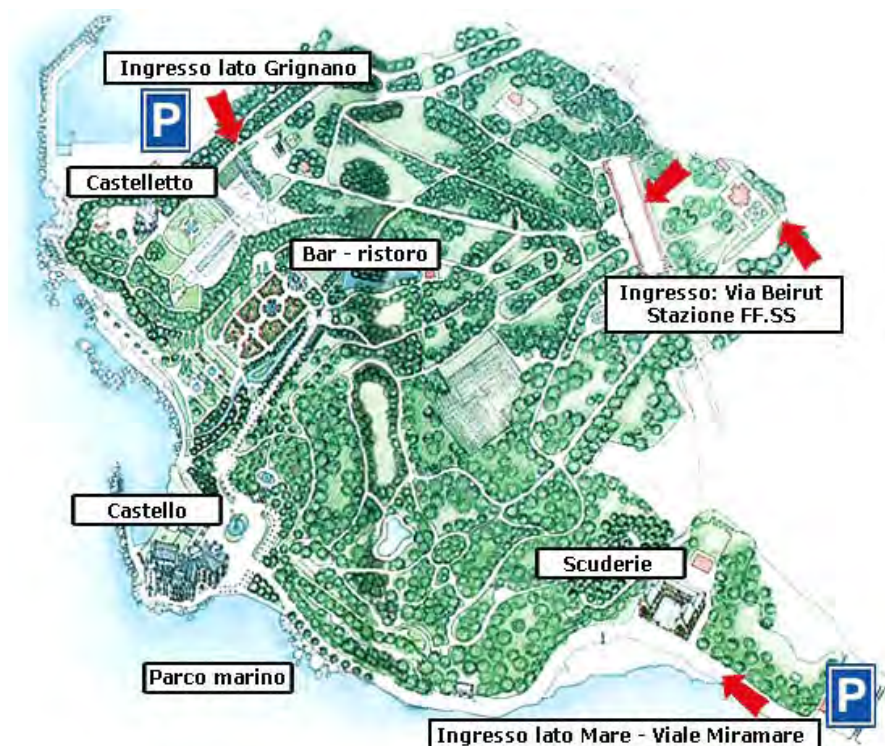 Ingresso lato Grignano
P
Castelletto
Bar - ristoro
Ingresso: Via Beirut
Stazione FF.SS
Castello
Scuderie
Parco marino
P
Ingresso lato Mare - Viale Miramare